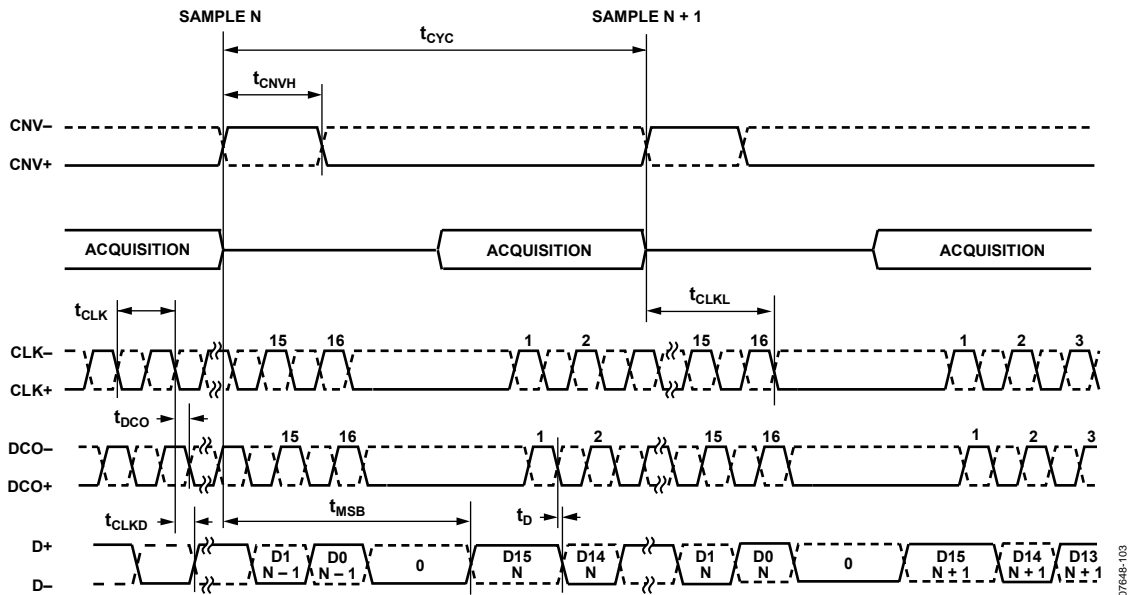 SAMPLE N SAMPLE N + 1
tCYC
tCNVH
CNV–
CNV+
ACQUISITION ACQUISITION ACQUISITION
tCLK tCLKL
15 16 1 2 15 16 1 2 3
CLK–
CLK+
tDCO
15 16 1 2 15 16 1 2 3
DCO–
DCO+
tCLKD tMSB tD
D+
D–
D1 N – 1
D0 N – 1
0
D15 N
D14 N
D1 N
D0 N
0
D15 N + 1
D14 N + 1
D13 N + 1
07648-103